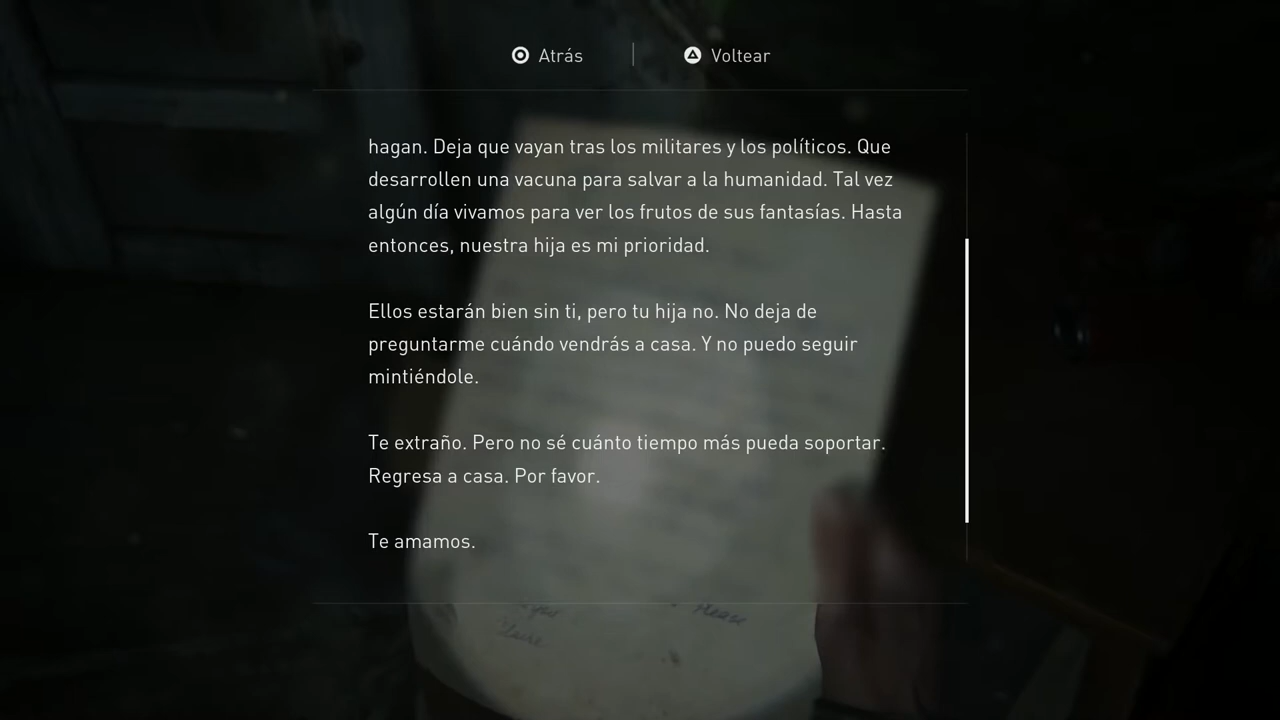 Atrás | Voltear
hagan. Deja que vayan tras los militares y los políticos. Que
desarrollen una vacuna para salvar a la humanidad. Tal vez
algún día vivamos para ver los frutos de sus fantasías. Hasta
entonces, nuestra hija es mi prioridad.
Ellos estarán bien sin ti, pero tu hija no. No deja de
preguntarme cuándo vendrás a casa. Y no puedo seguir
mintiéndole.
Te extraño. Pero no sé cuánto tiempo más pueda soportar.
Regresa a casa. Por favor.
Te amamos.
Please